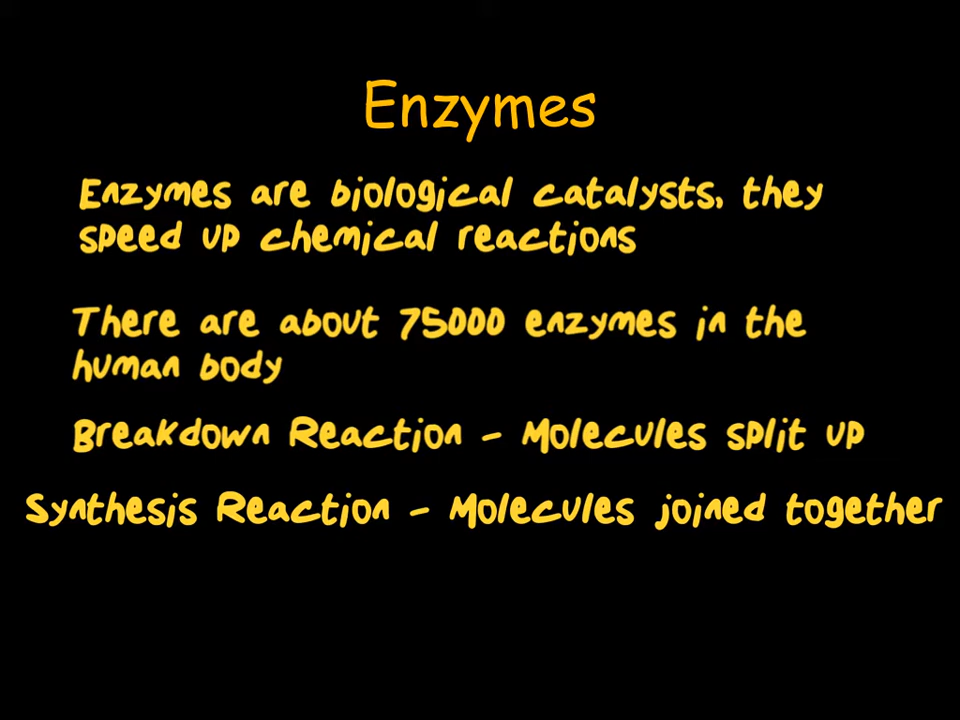 Enzymes
Enzymes are biological catalysts, they
speed up chemical reactions
There are about 75000 enzymes in the
human body
Breakdown Reaction - Molecules split up
Synthesis Reaction - Molecules joined together